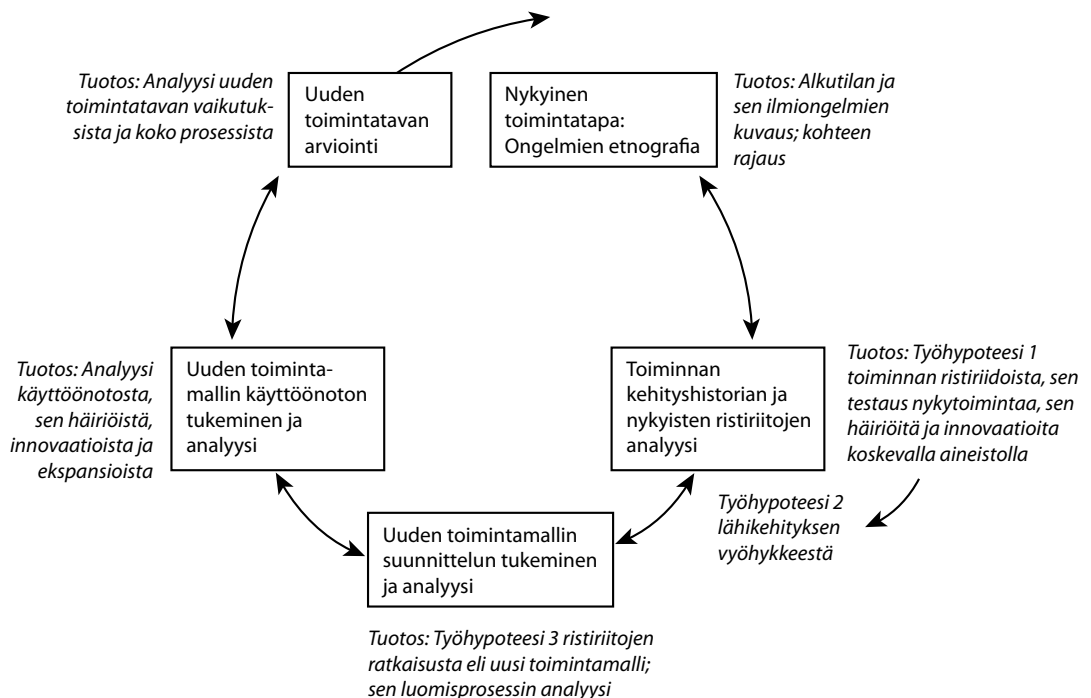 Tuotos: Analyysi uuden
toimintatavan vaikutuk-
sista ja koko prosessista
Uuden
toimintatavan
arviointi
Nykyinen
toimintatapa:
Ongelmien etnografia
Tuotos: Alkutilan ja
sen ilmiongelmien
kuvaus; kohteen
rajaus
Tuotos: Analyysi
käyttöönotosta,
sen häiriöistä,
innovaatioista ja
ekspansioista
Uuden toiminta-
mallin käyttöönoton
tukeminen ja
analyysi
Toiminnan
kehityshistorian ja
nykyisten ristiriitojen
analyysi
Tuotos: Työhypoteesi 1
toiminnan ristiriidoista, sen
testaus nykytoimintaa, sen
häiriöitä ja innovaatioita
koskevalla aineistolla
Työhypoteesi 2
lähikehityksen
vyöhykkeestä
Uuden toimintamallin
suunnittelun tukeminen
ja analyysi
Tuotos: Työhypoteesi 3 ristiriitojen
ratkaisusta eli uusi toimintamalli;
sen luomisprosessin analyysi